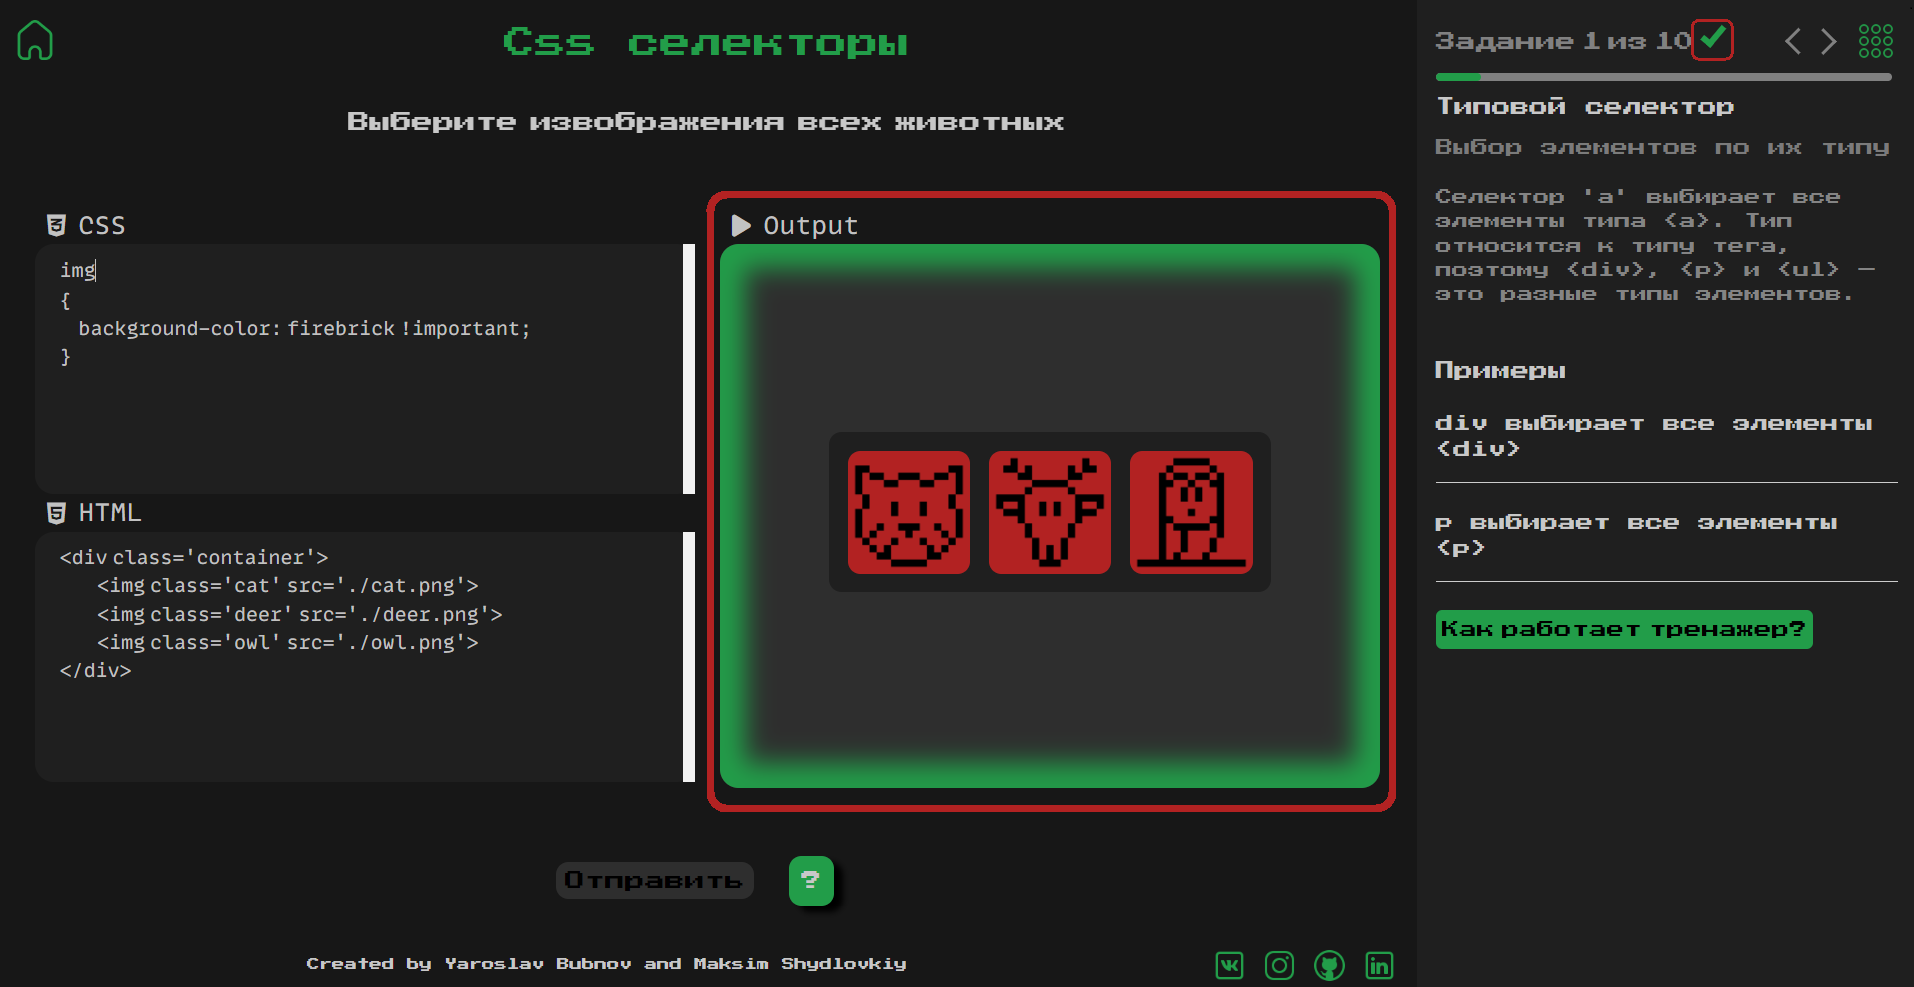 Css селекторы
Выберите извображения всех животных
CSS
img
{
background-color: firebrick !important;
}
HTML
<div class='container'>
<img class='cat' src='./cat.png'>
<img class='deer' src='./deer.png'>
<img class='owl' src='./owl.png'>
</div>
Output
Отправить
?
Created by Yaroslav Bubnov and Maksim Shydlovkiy
Задание 1 из 10
Типовой селектор
Выбор элементов по их типу
Селектор 'a' выбирает все
элементы типа <a>. Тип
относится к типу тега,
поэтому <div>, <p> и <ul> —
это разные типы элементов.
Примеры
div выбирает все элементы
<div>
p выбирает все элементы
<p>
Как работает тренажер?